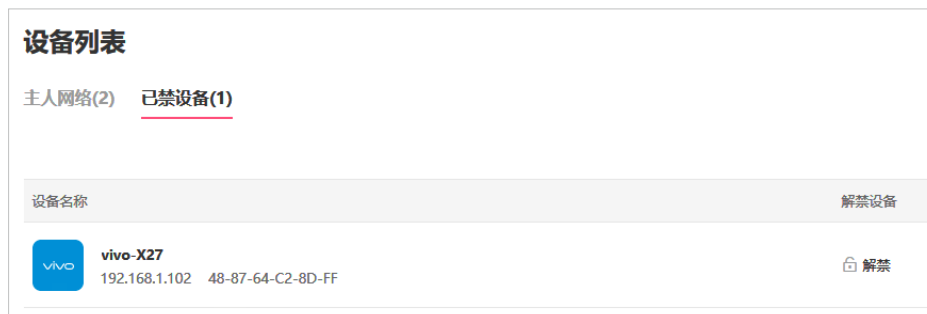 设备列表
主人网络(2) 已禁设备(1)
设备名称 解禁设备
vivo
vivo-X27
192.168.1.102 48-87-64-C2-8D-FF
解禁